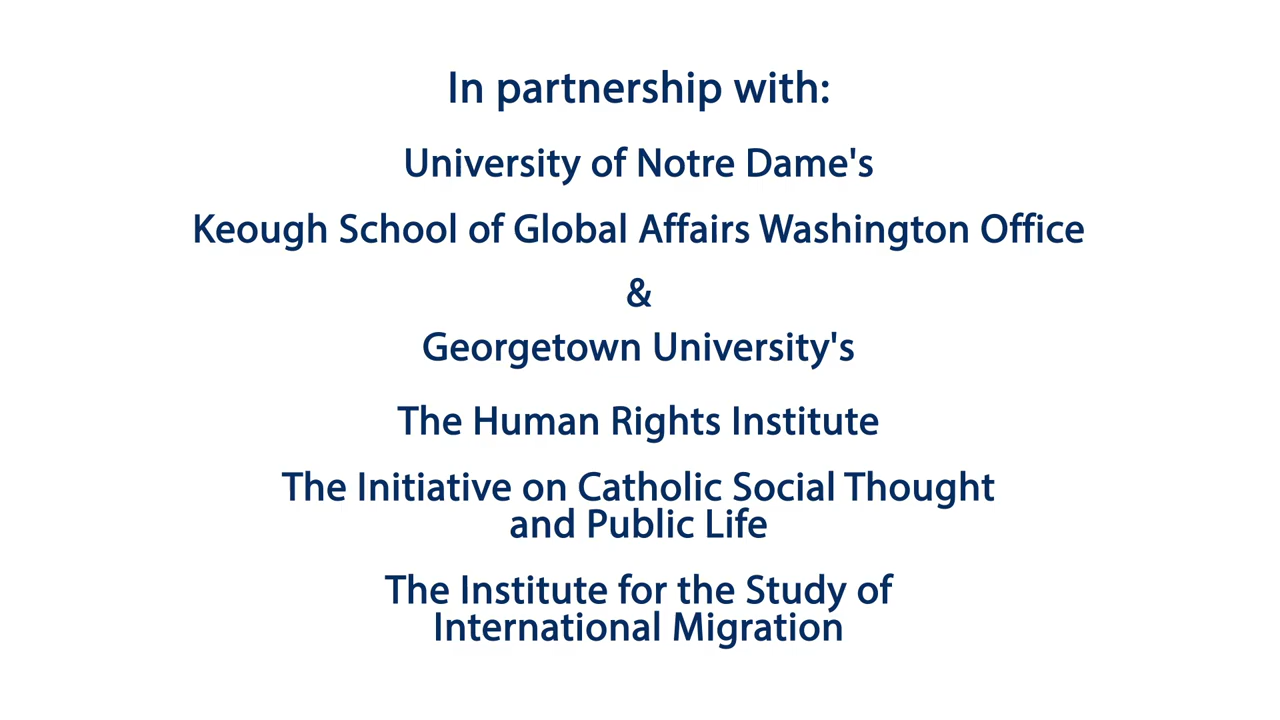 In partnership with:
University of Notre Dame's
Keough School of Global Affairs Washington Office
&
Georgetown University's
The Human Rights Institute
The Initiative on Catholic Social Thought
and Public Life
The Institute for the Study of
International Migration